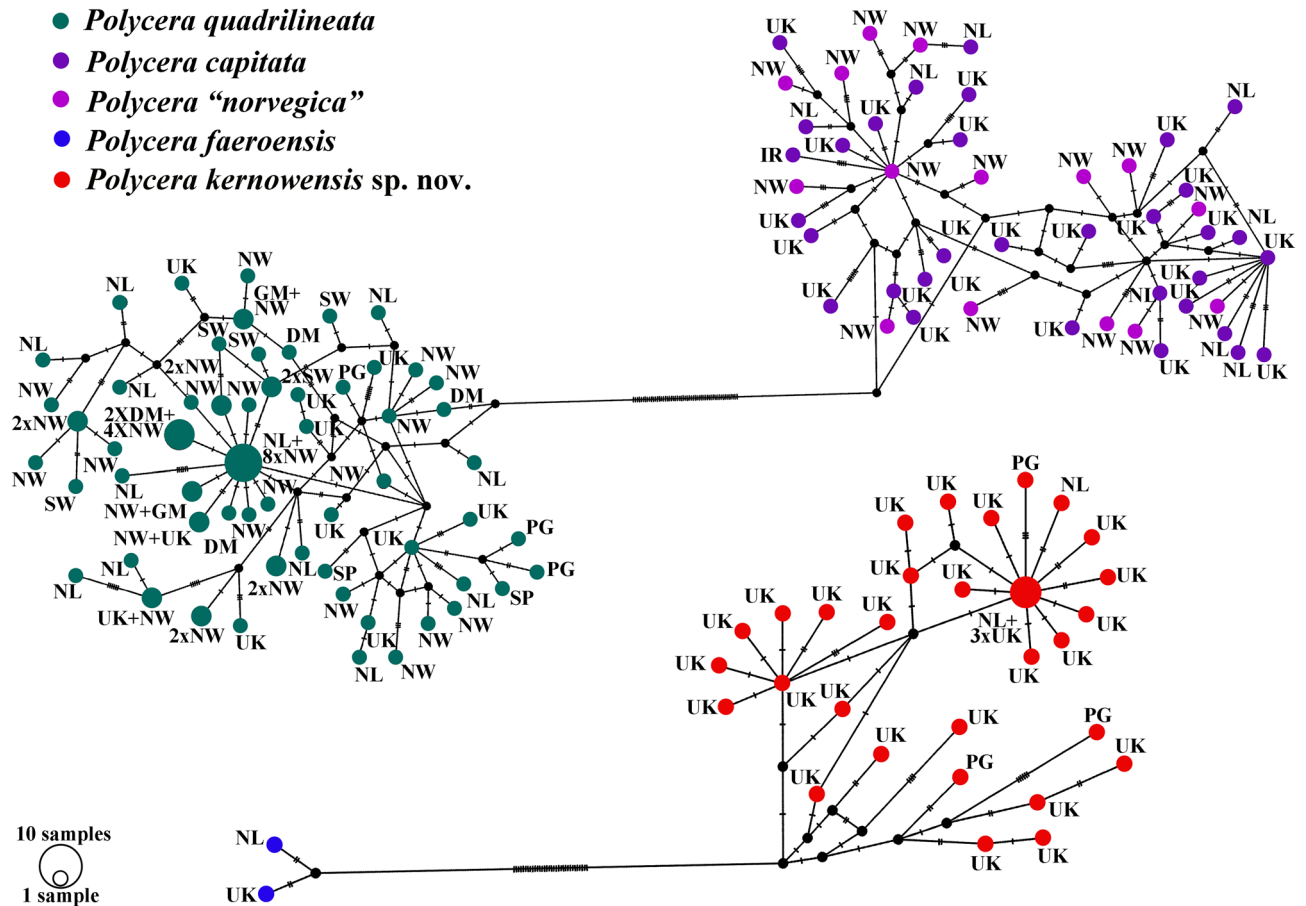 Polycera quadrilineata
Polycera capitata
Polycera “norvegica”
Polycera faeroensis
Polycera kernowensis sp. nov.
UK
NW
NW
NL
NW
NW
NL
UK
NL
UK
UK
UK
NL
IR
UK
NW
NW
NW
UK
UK
UK
NW
NW
UK
NL
UK
NW
UK
NL
UK
UK
UK
UK
UK
UK
UK
NW
UK
UK
NW
UK
NW
NW
NL
UK
UK
UK
NW
NL
NL
UK
UK
NW
GM+
NW
NL
SW
NL
SW
SW
DM
NL
2xNW
UK
NW
NW
PG
2xSW
NW
NL
NW
NW
DM
UK
NW
2xNW
2XDM+
4XNW
UK
NL+
8xNW
NW
NW
NW
SW
NL
NW
NL
NW+GM
NW
UK
NW+UK
DM
UK
UK
PG
NL
NL
2xNW
NL
SP
PG
UK+NW
NW
NL
SP
2xNW
UK
UK
NW
NW
NL
NW
PG
NL
UK
UK
UK
UK
UK
UK
UK
UK
NL+
3xUK
UK
UK
UK
UK
UK
UK
UK
UK
UK
UK
UK
UK
UK
UK
PG
PG
UK
UK
UK
UK
UK
10 samples
1 sample
NL
UK